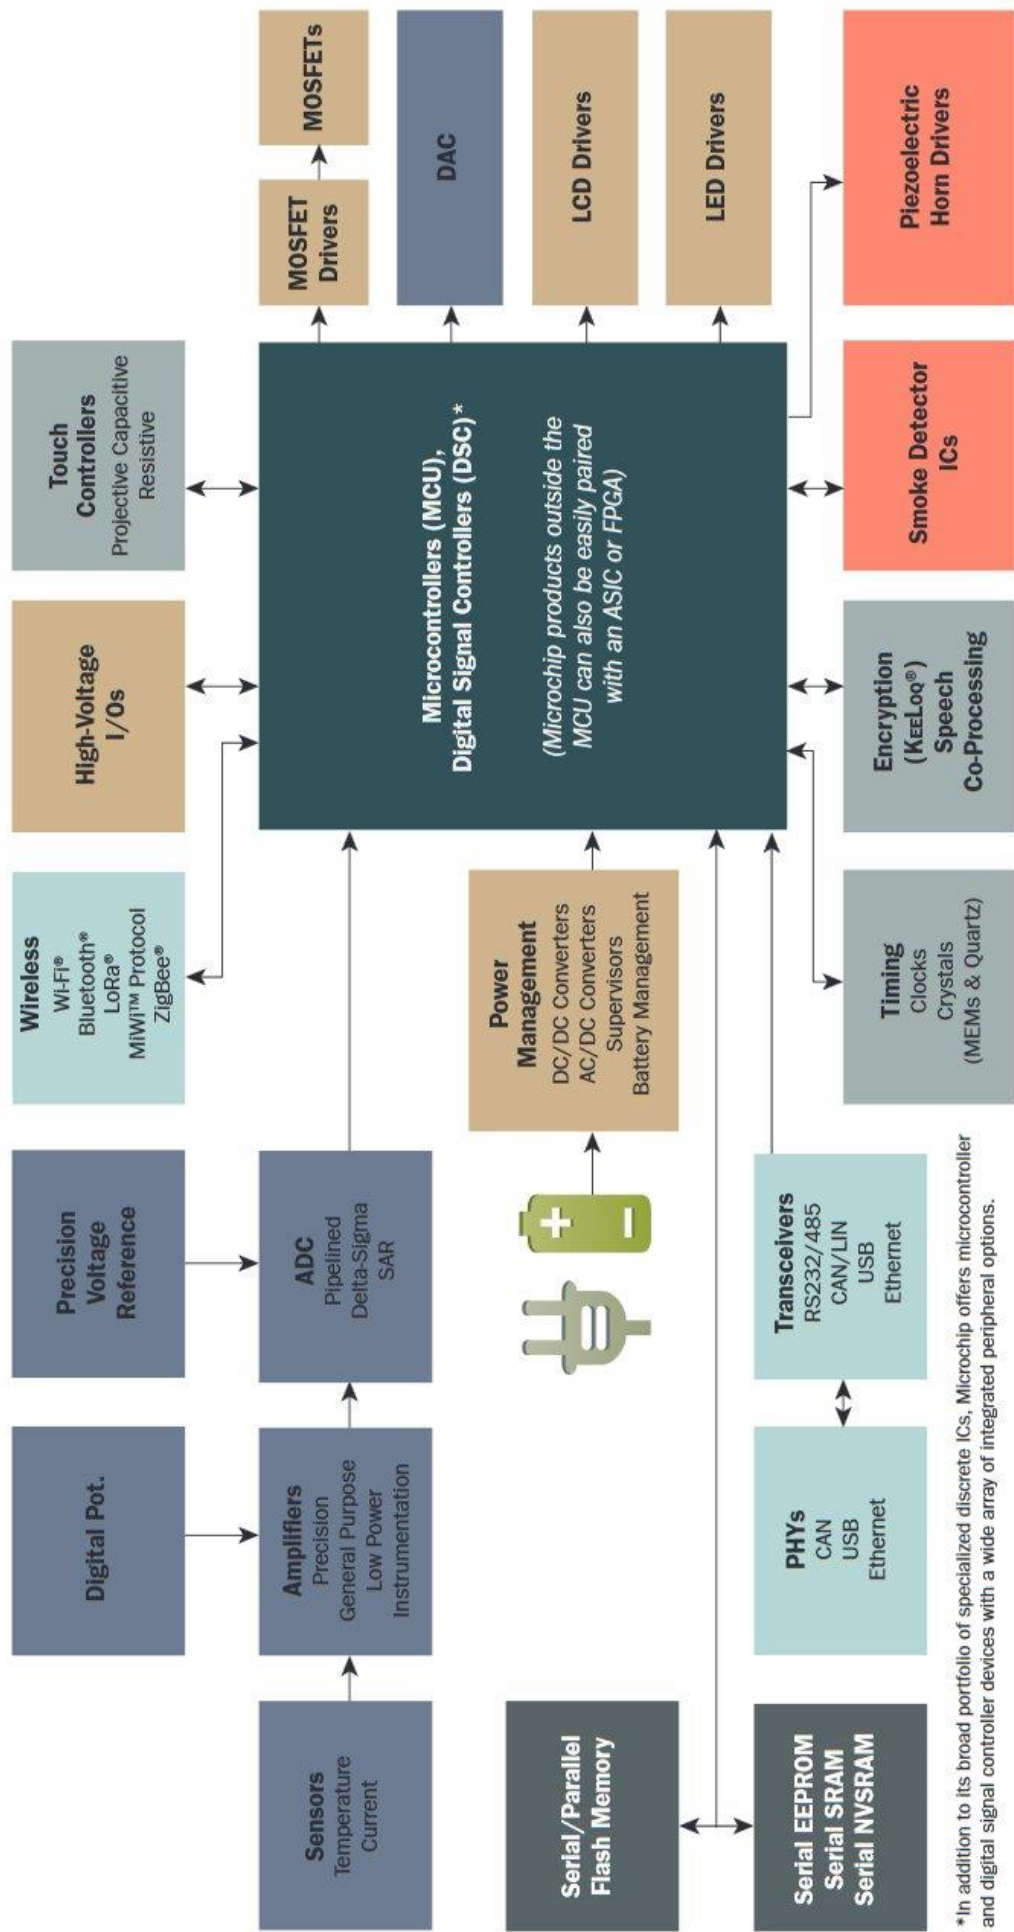 Digital Pot.
Precision
Voltage
Reference
Wireless
Wi-Fi®
Bluetooth®
LoRa®
MiWi™ Protocol
ZigBee®
High-Voltage
I/Os
Touch
Controllers
Projective Capacitive
Resistive
Sensors
Temperature
Current
Amplifiers
Precision
General Purpose
Low Power
Instrumentation
ADC
Pipelined
Delta-Sigma
SAR
Microcontrollers (MCU),
Digital Signal Controllers (DSC)*
(Microchip products outside the
MCU can also be easily paired
with an ASIC or FPGA)
MOSFET
Drivers
MOSFETs
DAC
LCD Drivers
LED Drivers
Power
Management
DC/DC Converters
AC/DC Converters
Supervisors
Battery Management
+
−
Serial/Parallel
Flash Memory
Serial EEPROM
Serial SRAM
Serial NVSRAM
PHYs
CAN
USB
Ethernet
Transceivers
RS232/485
CAN/LIN
USB
Ethernet
Timing
Clocks
Crystals
(MEMs & Quartz)
Encryption
(KEELOQ®)
Speech
Co-Processing
Smoke Detector
ICs
Piezoelectric
Horn Drivers
*In addition to its broad portfolio of specialized discrete ICs, Microchip offers microcontroller
and digital signal controller devices with a wide array of integrated peripheral options.